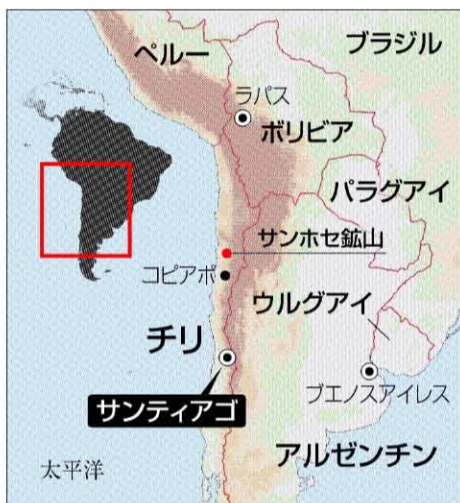 ペルー
ブラジル
ラパス
ボリビア
パラグアイ
サンホセ鉱山
コピアポ
ウルグアイ
チリ
サンティアゴ
ブエノスアイレス
アルゼンチン
太平洋